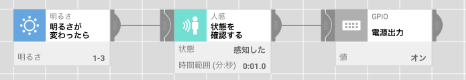 明るさ
明るさが
変わったら
明るさ 1-3
人感
状態を
確認する
状態 感知した
時間範囲 (分:秒) 0:01.0
GPIO
電源出力
値 オン